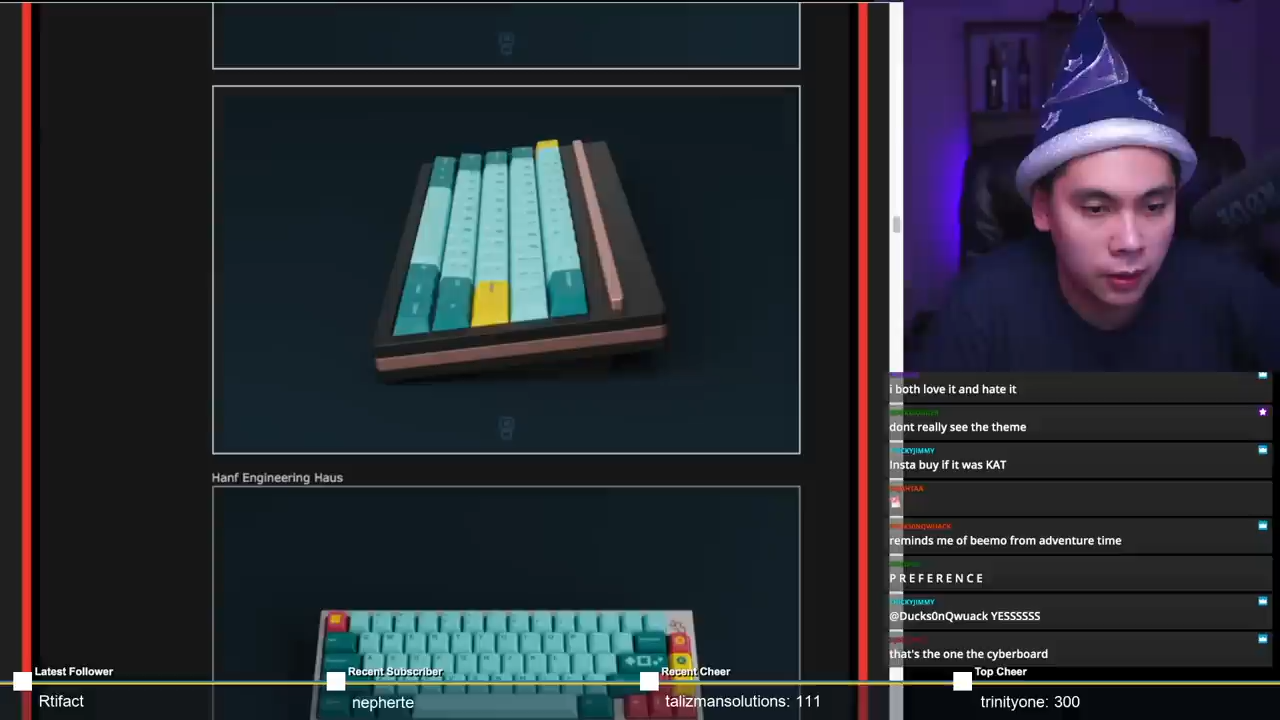 Hanf Engineering Haus
i both love it and hate it
dont really see the theme
Insta buy if it was KAT
reminds me of beemo from adventure time
P R E F E R E N C E
@Ducks0nQwuack YESSSSSS
that's the one the cyberboard
Latest Follower
Rtifact
Recent Subscriber
nepherte
Recent Cheer
talizmansolutions: 111
Top Cheer
trinityone: 300